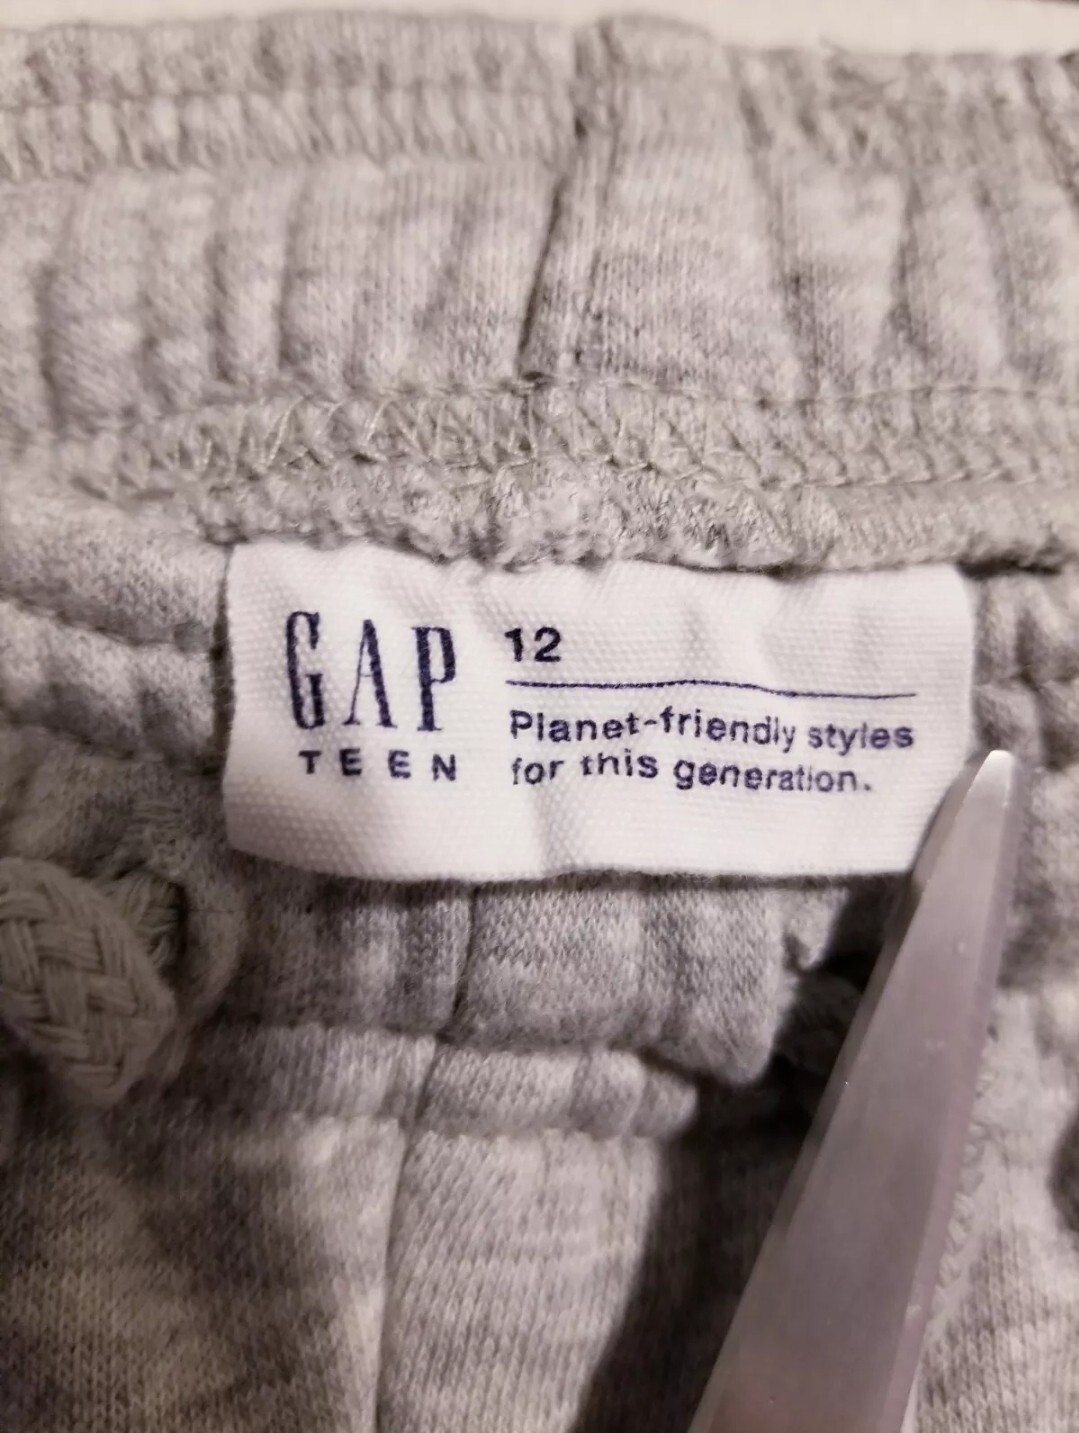 GAP
TEEN
12
Planet-friendly styles
for this generation.